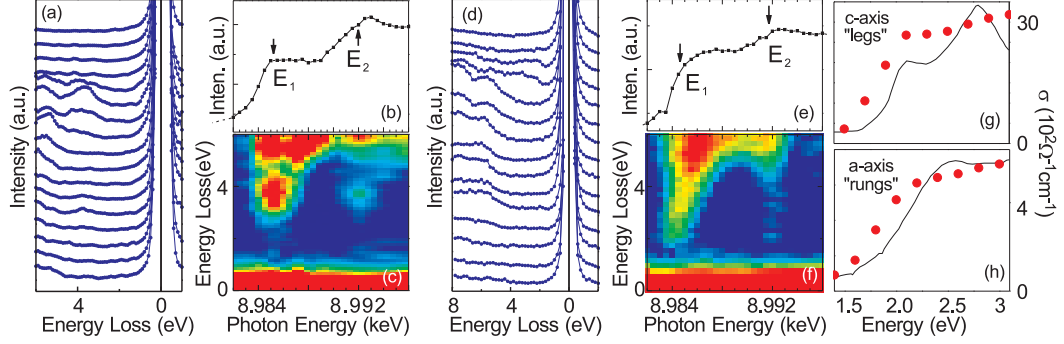 (a)
Intensity (a.u.)
4
0
Energy Loss (eV)
Inten. (a.u.)
E1
E2
(b)
Energy Loss(eV)
4
0
(c)
8.984
8.992
Photon Energy (keV)
(d)
Intensity (a.u.)
8
4
0
Energy Loss (eV)
Inten. (a.u.)
E1
E2
(e)
Energy Loss(eV)
4
0
(f)
8.984
8.992
Photon Energy (keV)
c-axis
"legs"
(g)
30
0
σ (10²Ω⁻¹cm⁻¹)
a-axis
"rungs"
(h)
4
0
1.5
2.0
2.5
3
Energy (eV)